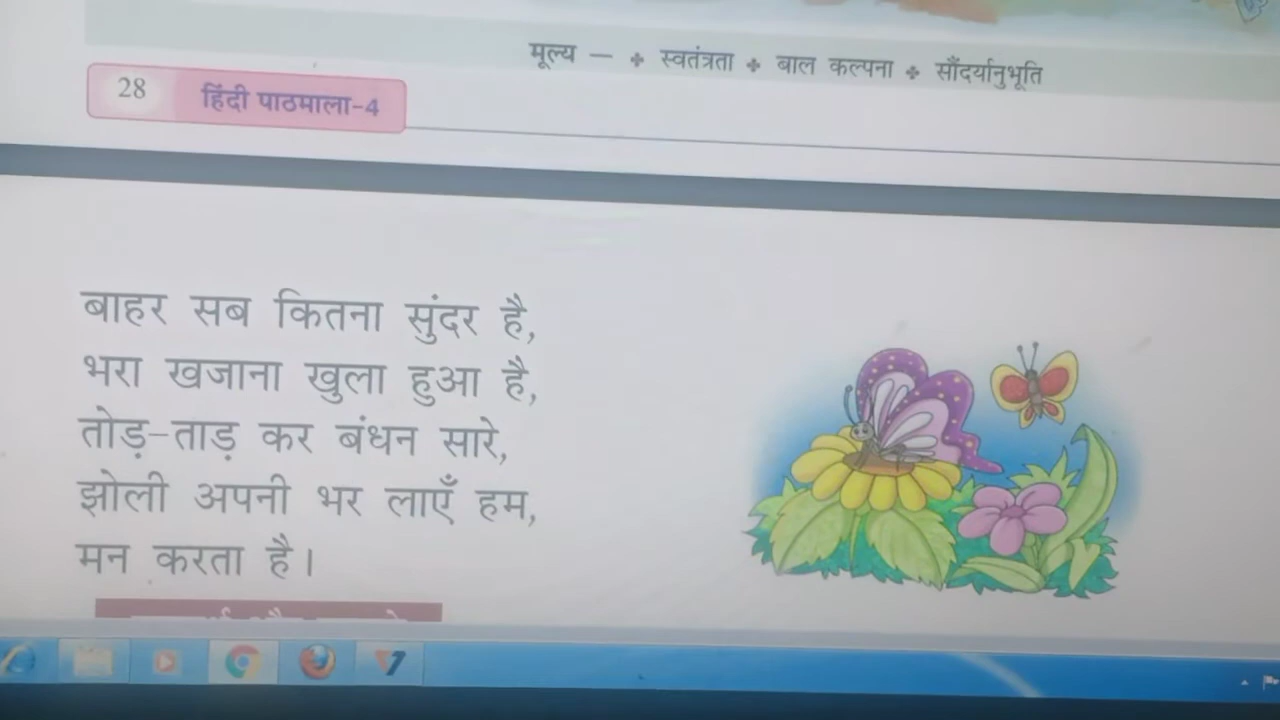 मूल्य — ❖ स्वतंत्रता ❖ बाल कल्पना ❖ सौंदर्यानुभूति
28 हिंदी पाठमाला-4
बाहर सब कितना सुंदर है,
भरा खजाना खुला हुआ है,
तोड़-ताड़ कर बंधन सारे,
झोली अपनी भर लाएँ हम,
मन करता है।